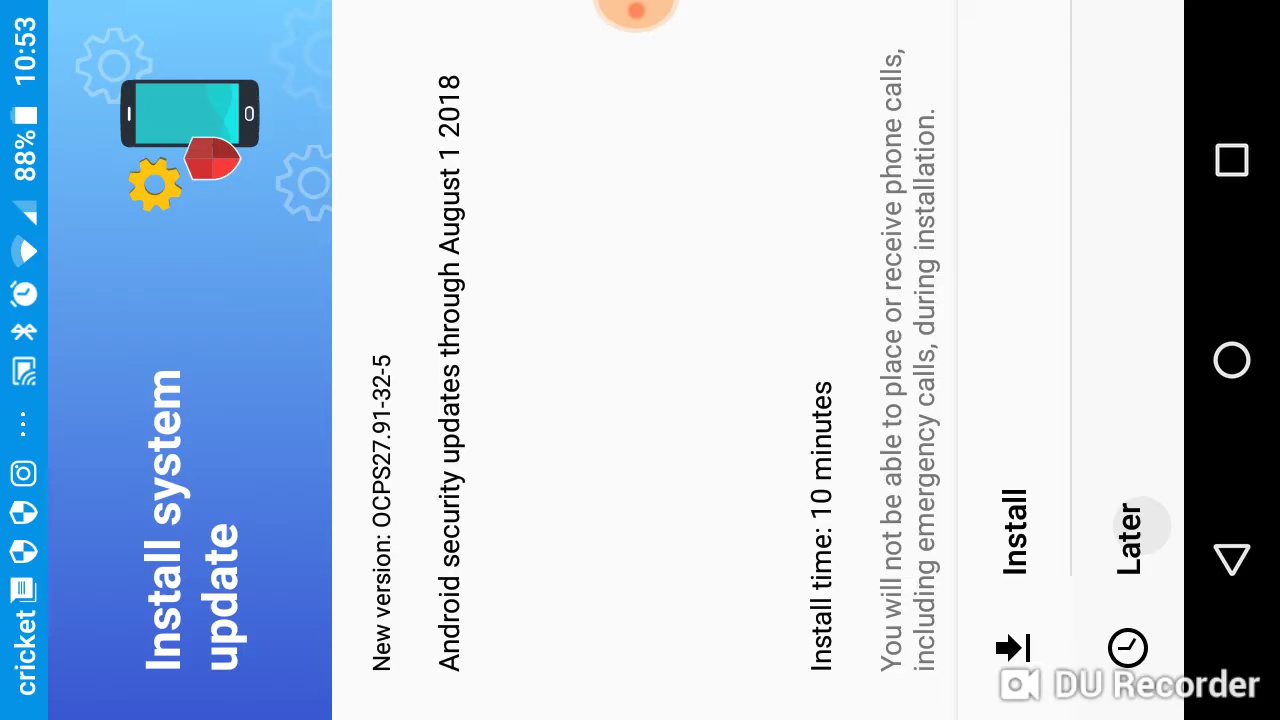 cricket ... 88% 10:53
Install system
update
New version: OCPS27.91-32-5
Android security updates through August 1 2018
Install time: 10 minutes
You will not be able to place or receive phone calls,
including emergency calls, during installation.
Install
Later
DU Recorder